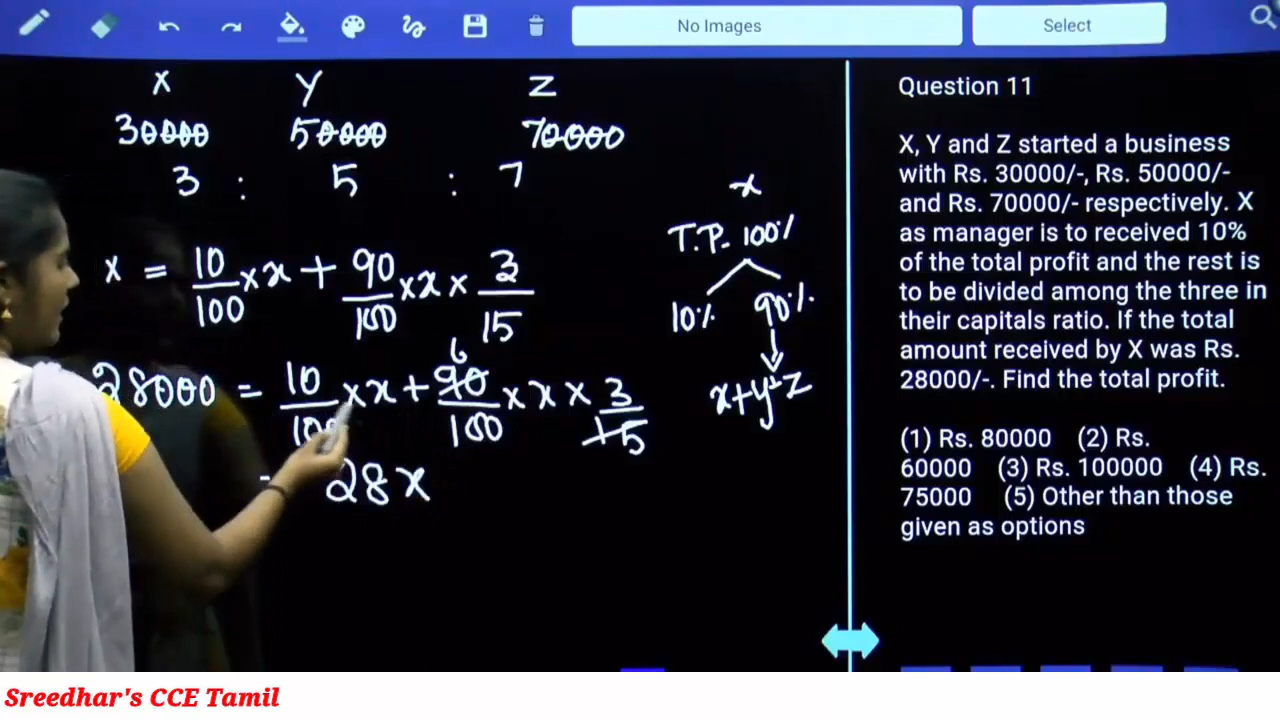 No Images
Select
X Y Z
30000 50000 70000
3 : 5 : 7
x
T.P. 100%
10% 90%
x+y+z
X = 10/100 × x + 90/100 × x × 3/15
28000 = 10/100 × x + 90/100 × x × 3/15
6
= 28x
Question 11
X, Y and Z started a business
with Rs. 30000/-, Rs. 50000/-
and Rs. 70000/- respectively. X
as manager is to received 10%
of the total profit and the rest is
to be divided among the three in
their capitals ratio. If the total
amount received by X was Rs.
28000/-. Find the total profit.
(1) Rs. 80000 (2) Rs.
60000 (3) Rs. 100000 (4) Rs.
75000 (5) Other than those
given as options
Sreedhar's CCE Tamil